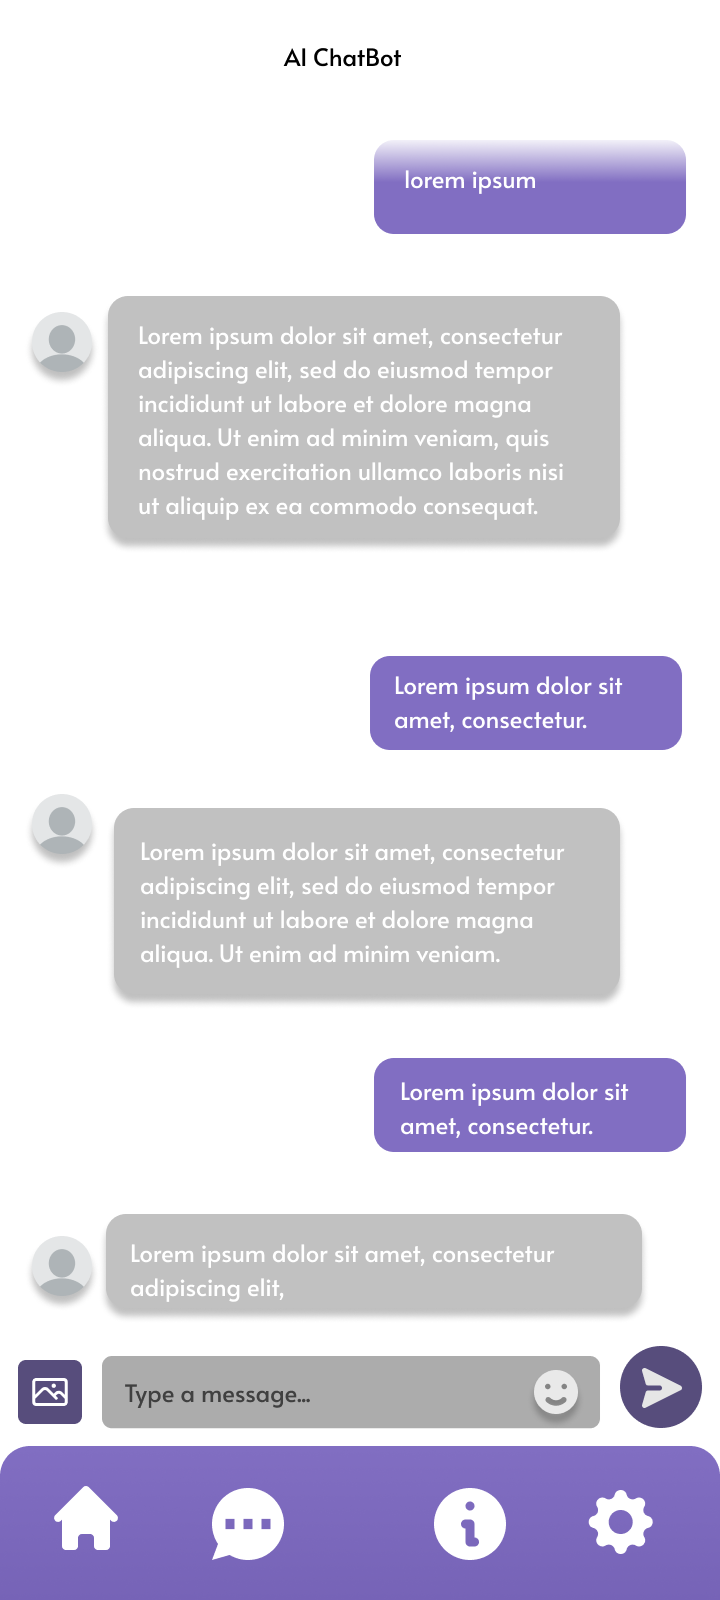 AI ChatBot
lorem ipsum
Lorem ipsum dolor sit amet, consectetur
adipiscing elit, sed do eiusmod tempor
incididunt ut labore et dolore magna
aliqua. Ut enim ad minim veniam, quis
nostrud exercitation ullamco laboris nisi
ut aliquip ex ea commodo consequat.
Lorem ipsum dolor sit
amet, consectetur.
Lorem ipsum dolor sit amet, consectetur
adipiscing elit, sed do eiusmod tempor
incididunt ut labore et dolore magna
aliqua. Ut enim ad minim veniam.
Lorem ipsum dolor sit
amet, consectetur.
Lorem ipsum dolor sit amet, consectetur
adipiscing elit,
Type a message...